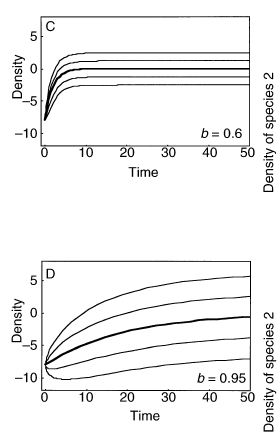 C
5
0
−5
−10
Density
b = 0.6
0 10 20 30 40 50
Time
Density of species 2
D
5
0
−5
−10
Density
b = 0.95
0 10 20 30 40 50
Time
Density of species 2